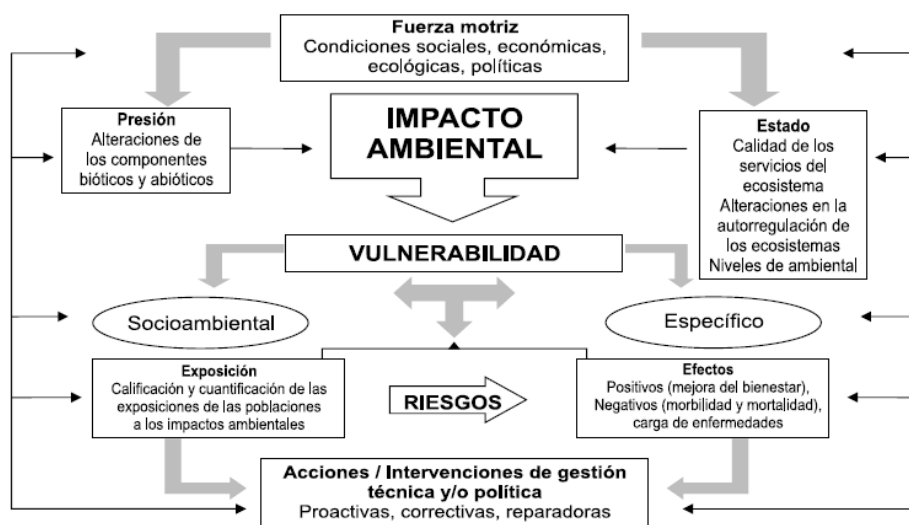 Fuerza motriz
Condiciones sociales, económicas,
ecológicas, políticas
Presión
Alteraciones de
los componentes
bióticos y abióticos
IMPACTO
AMBIENTAL
Estado
Calidad de los
servicios del
ecosistema
Alteraciones en la
autorregulación de
los ecosistemas
Niveles de ambiental
VULNERABILIDAD
Socioambiental
Específico
Exposición
Calificación y cuantificación de las
exposiciones de las poblaciones
a los impactos ambientales
RIESGOS
Efectos
Positivos (mejora del bienestar),
Negativos (morbilidad y mortalidad),
carga de enfermedades
Acciones / Intervenciones de gestión
técnica y/o política
Proactivas, correctivas, reparadoras